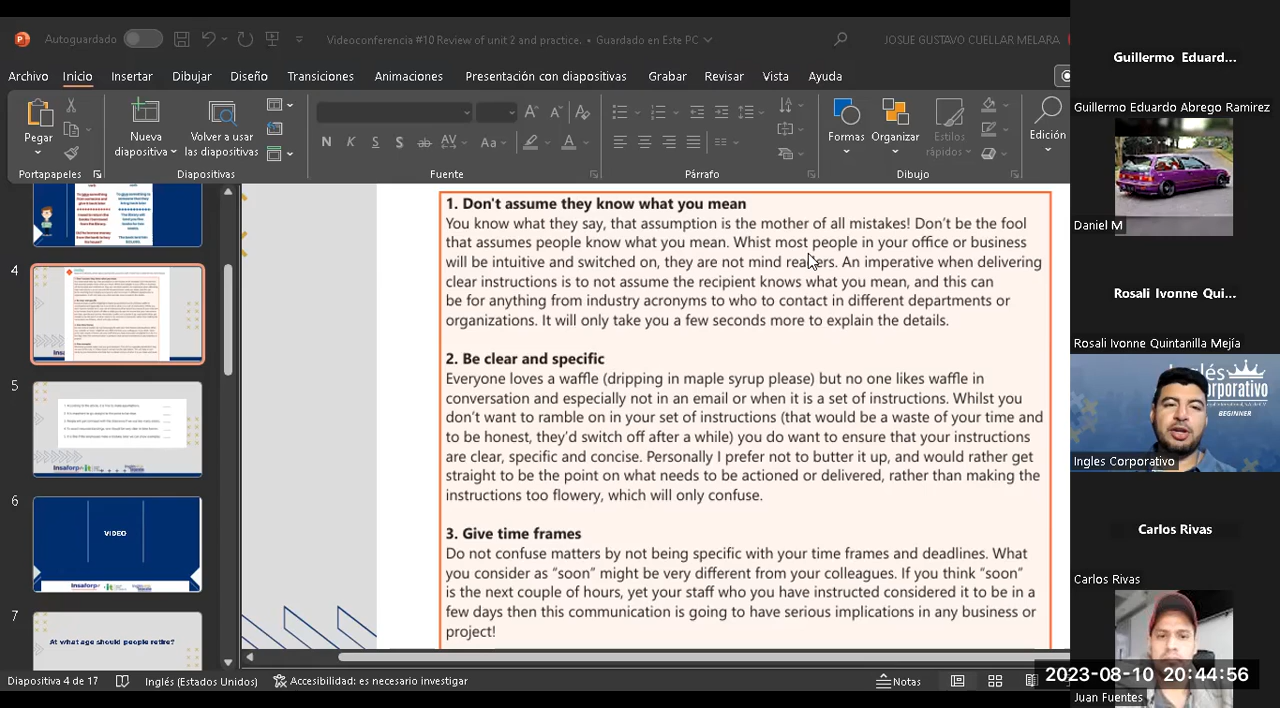 Autoguardado
Videoconferencia #10 Review of unit 2 and practice. • Guardado en Este PC
JOSUE GUSTAVO CUELLAR MELARA
Archivo Inicio Insertar Dibujar Diseño Transiciones Animaciones Presentación con diapositivas Grabar Revisar Vista Ayuda
Pegar
Nueva diapositiva
Volver a usar las diapositivas
N K S ab AV Aa A
Formas
Organizar
Estilos rápidos
Edición
Portapapeles
Diapositivas
Fuente
Párrafo
Dibujo
4
5
6
VIDEO
Insaforp
7
At what age should people retire?
1. Don't assume they know what you mean
You know what they say, that assumption is the mother of all mistakes! Don't be the fool
that assumes people know what you mean. Whist most people in your office or business
will be intuitive and switched on, they are not mind readers. An imperative when delivering
clear instructions is to not assume the recipient knows what you mean, and this can
be for anything from industry acronyms to who to contact in different departments or
organizations. It will only take you a few seconds more to explain the details.
2. Be clear and specific
Everyone loves a waffle (dripping in maple syrup please) but no one likes waffle in
conversation and especially not in an email or when it is a set of instructions. Whilst you
don't want to ramble on in your set of instructions (that would be a waste of your time and
to be honest, they'd switch off after a while) you do want to ensure that your instructions
are clear, specific and concise. Personally I prefer not to butter it up, and would rather get
straight to be the point on what needs to be actioned or delivered, rather than making the
instructions too flowery, which will only confuse.
3. Give time frames
Do not confuse matters by not being specific with your time frames and deadlines. What
you consider as “soon” might be very different from your colleagues. If you think “soon”
is the next couple of hours, yet your staff who you have instructed considered it to be in a
few days then this communication is going to have serious implications in any business or
project!
Diapositiva 4 de 17
Inglés (Estados Unidos)
Accesibilidad: es necesario investigar
Notas
Guillermo Eduard...
Guillermo Eduardo Abrego Ramirez
Daniel M
Rosali Ivonne Qui...
Rosali Ivonne Quintanilla Mejía
Inglés
Corporativo
BEGINNER
Ingles Corporativo
Carlos Rivas
Carlos Rivas
2023-08-10 20:44:56
Juan Fuentes